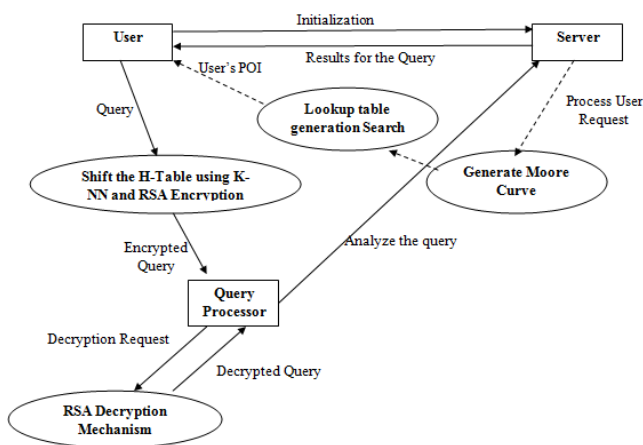 Initialization
User
Server
Results for the Query
User's POI
Query
Lookup table
generation Search
Process User
Request
Shift the H-Table using K-
NN and RSA Encryption
Generate Moore
Curve
Encrypted
Query
Analyze the query
Query
Processor
Decryption Request
Decrypted Query
RSA Decryption
Mechanism